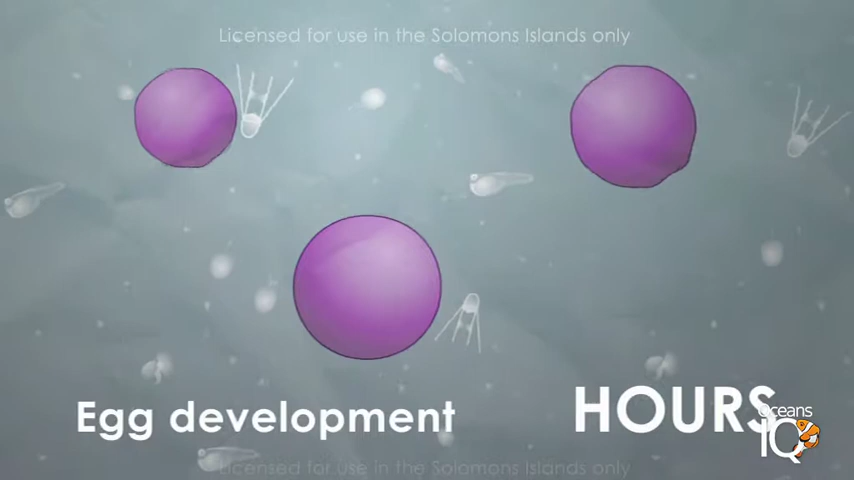 Licensed for use in the Solomons Islands only
Egg development
HOURS
Oceans
IQ
Licensed for use in the Solomons Islands only